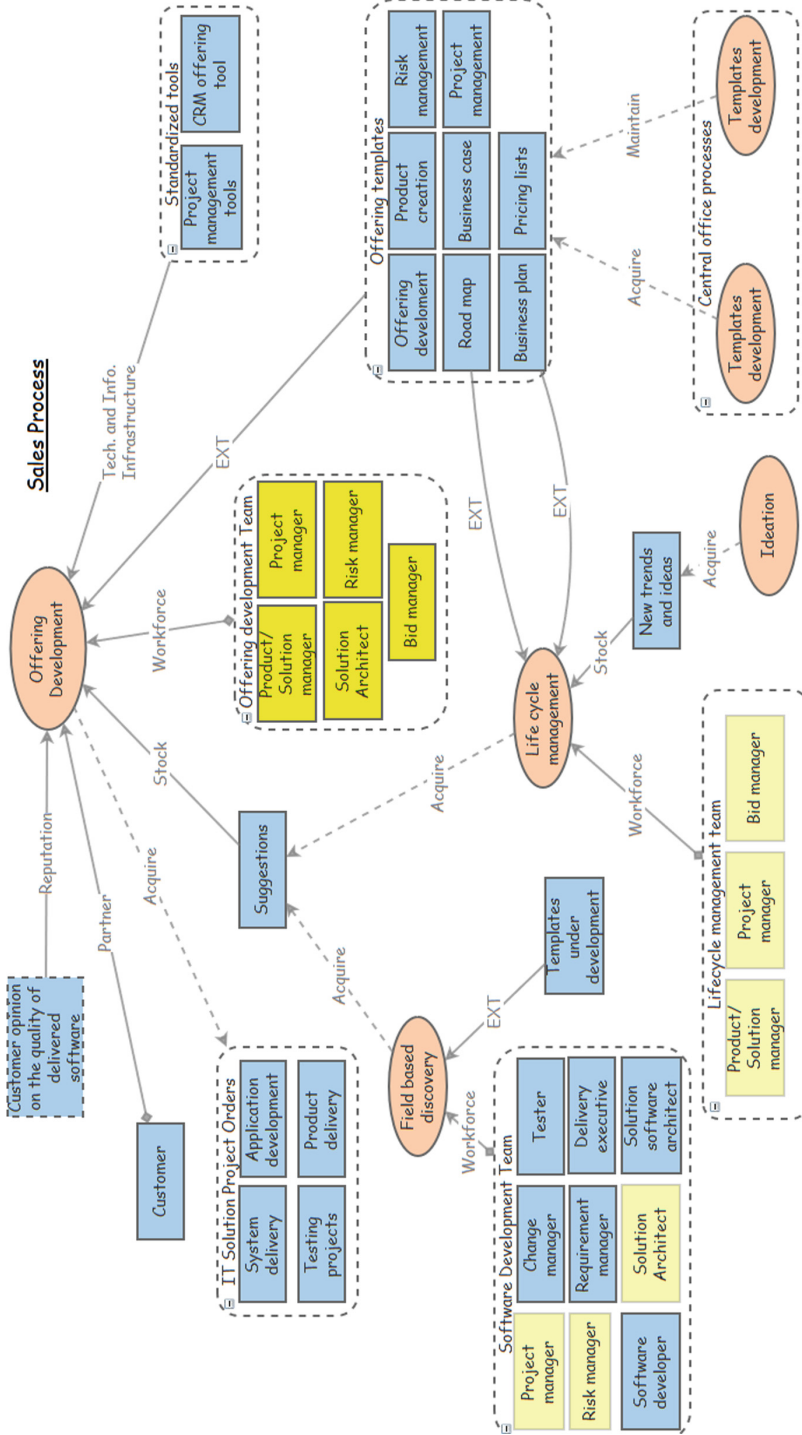 Sales Process
Customer opinion
on the quality of
delivered
software
Reputation
Offering
Development
Partner
Customer
Acquire
Stock
Workforce
Tech. and Info.
Infrastructure
EXT
Standardized tools
Project
management
tools
CRM offering
tool
IT Solution Project Orders
System
delivery
Application
development
Testing
projects
Product
delivery
Suggestions
Offering development Team
Product/
Solution
manager
Project
manager
Solution
Architect
Risk manager
Bid manager
Offering templates
Offering
develoment
Product
creation
Risk
management
Road map
Business case
Project
management
Business plan
Pricing lists
Acquire
Acquire
EXT
EXT
Acquire
Maintain
Field based
discovery
Workforce
EXT
Templates
under
development
Life cycle
management
Stock
New trends
and ideas
Acquire
Ideation
Workforce
Software Development Team
Project
manager
Change
manager
Tester
Risk manager
Requirement
manager
Delivery
executive
Software
developer
Solution
Architect
Solution
software
architect
Lifecycle management team
Product/
Solution
manager
Project
manager
Bid manager
Central office processes
Templates
development
Templates
development